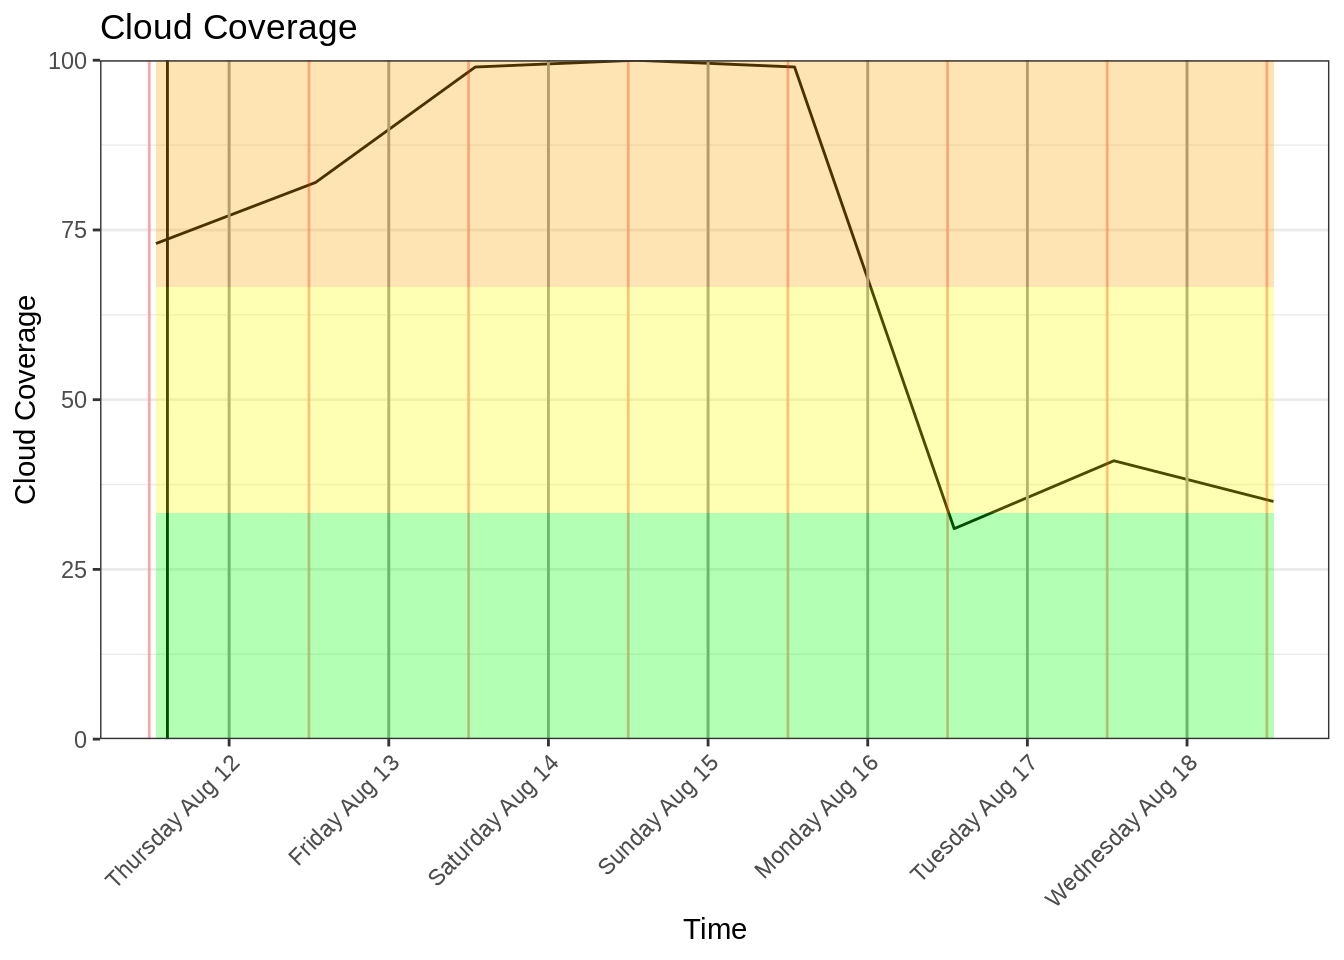 Cloud Coverage
100
75
50
25
0
Cloud Coverage
Thursday Aug 12
Friday Aug 13
Saturday Aug 14
Sunday Aug 15
Monday Aug 16
Tuesday Aug 17
Wednesday Aug 18
Time